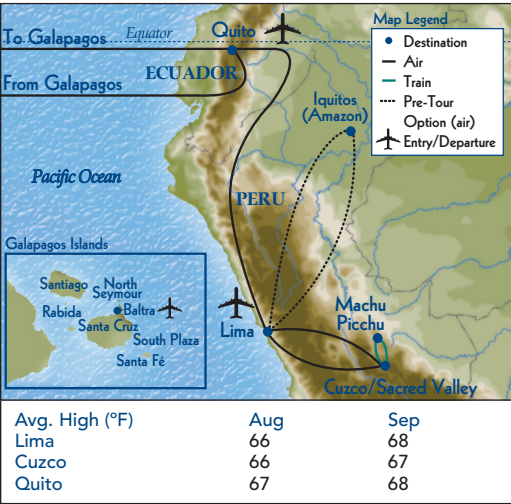 To Galapagos
Equator
Quito
Map Legend
Destination
Air
Train
Pre-Tour
Option (air)
Entry/Departure
ECUADOR
From Galapagos
Iquitos
(Amazon)
Pacific Ocean
PERU
Galapagos Islands
Santiago
North
Seymour
Rabida
Baltra
Santa Cruz
South Plaza
Santa Fé
Lima
Machu
Picchu
Cuzco/Sacred Valley
Avg. High (°F) Aug Sep
Lima 66 68
Cuzco 66 67
Quito 67 68